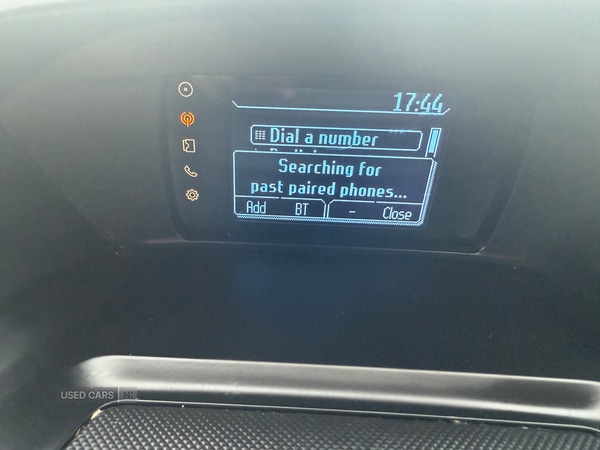 17:44
Dial a number
Searching for
past paired phones...
Add BT - Close
USED CARS NI